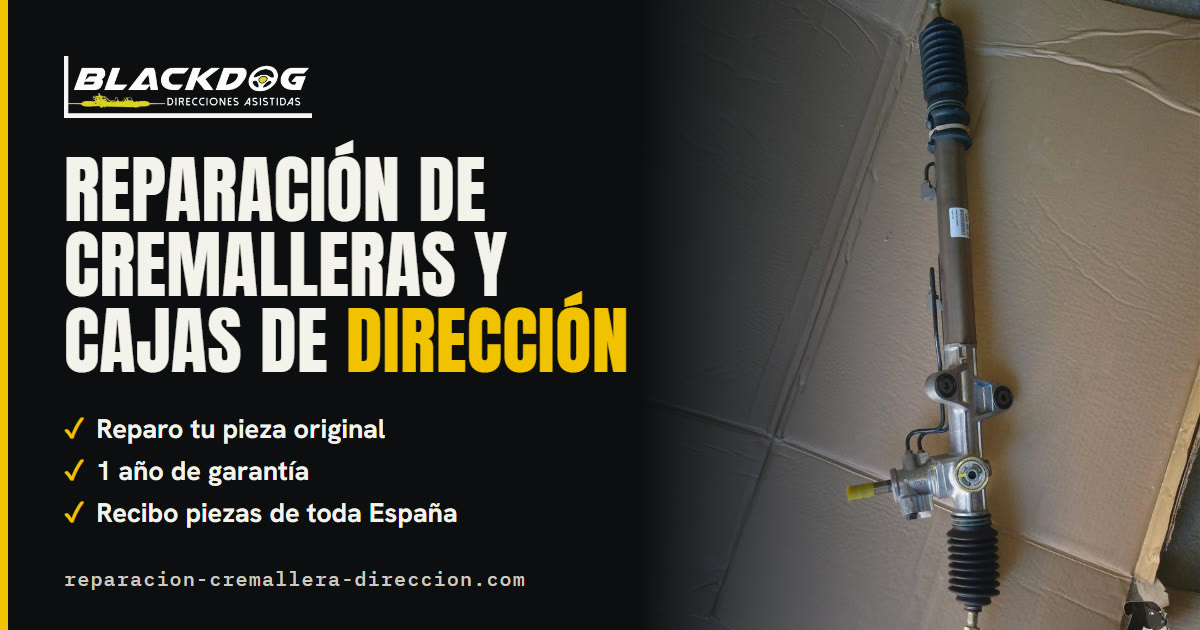 BLACKDOG
DIRECCIONES ASISTIDAS
REPARACIÓN DE
CREMALLERAS Y
CAJAS DE DIRECCIÓN
✓ Reparo tu pieza original
✓ 1 año de garantía
✓ Recibo piezas de toda España
reparacion-cremallera-direccion.com